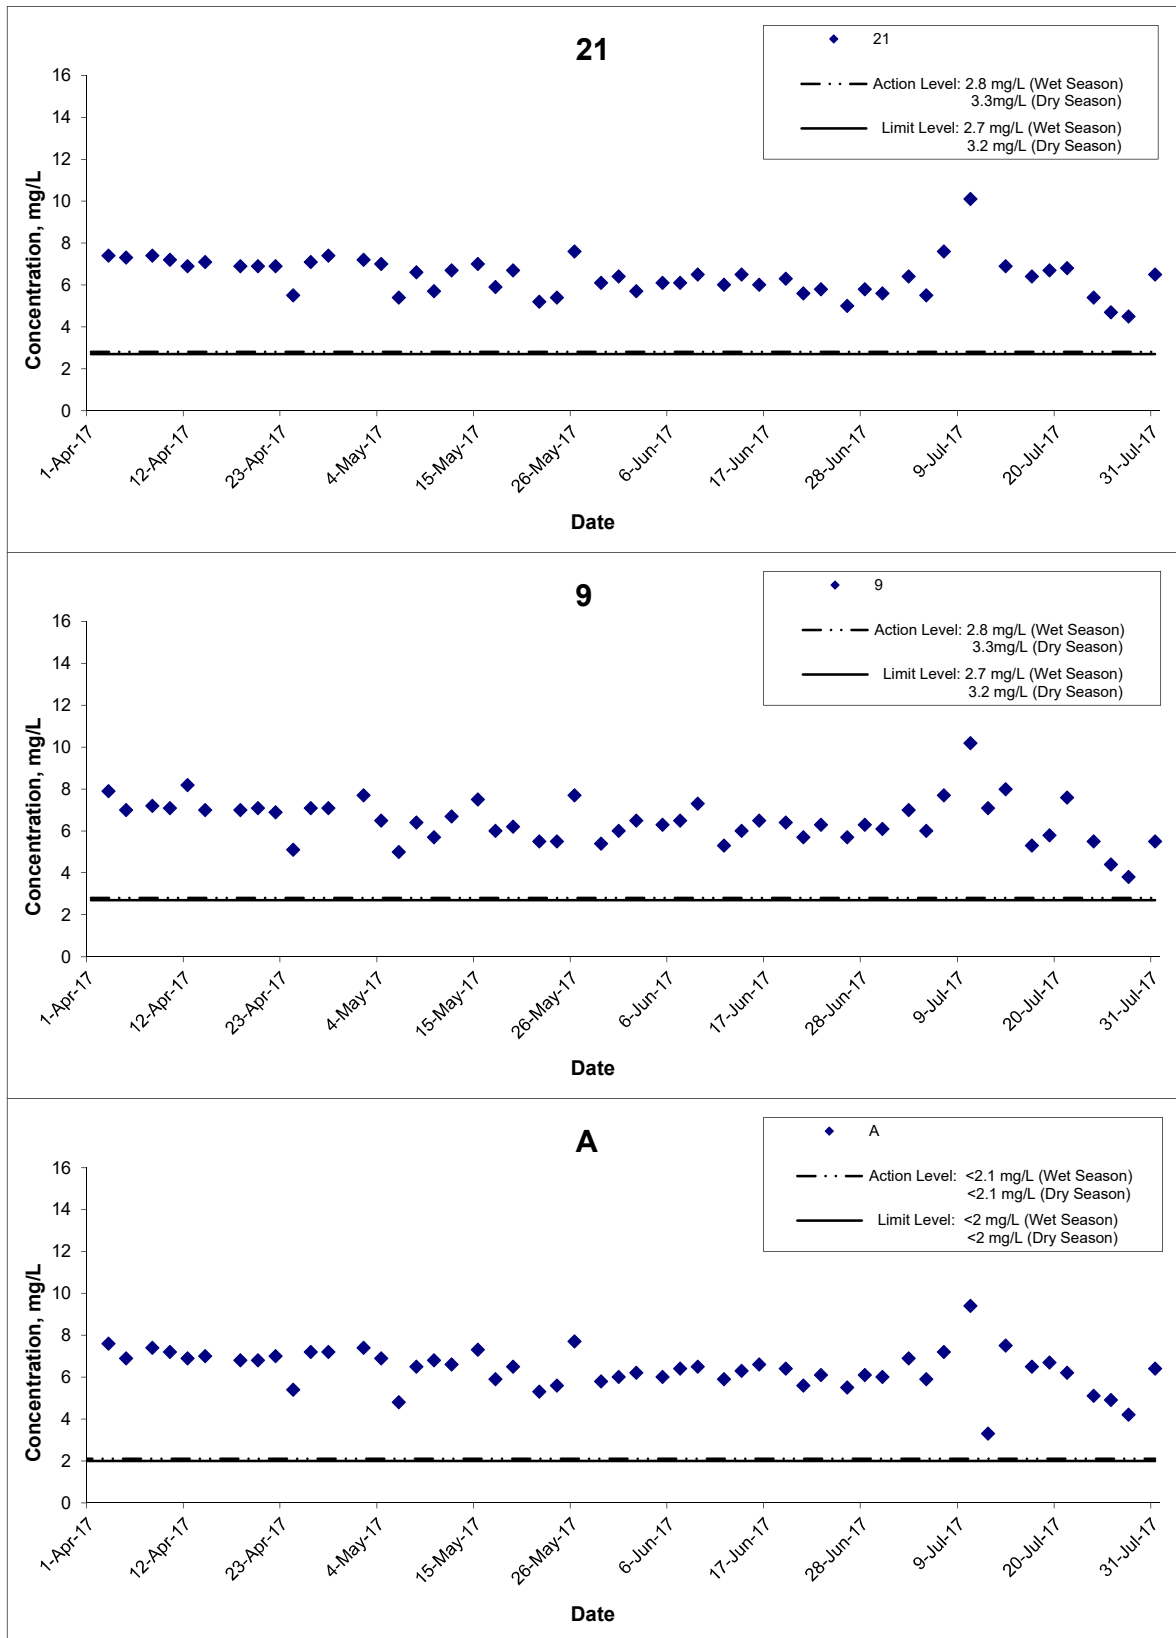 21
21
Action Level: 2.8 mg/L (Wet Season)
3.3mg/L (Dry Season)
Limit Level: 2.7 mg/L (Wet Season)
3.2 mg/L (Dry Season)
Concentration, mg/L
16
14
12
10
8
6
4
2
0
1-Apr-17
12-Apr-17
23-Apr-17
4-May-17
15-May-17
26-May-17
6-Jun-17
17-Jun-17
28-Jun-17
9-Jul-17
20-Jul-17
31-Jul-17
Date
9
9
Action Level: 2.8 mg/L (Wet Season)
3.3mg/L (Dry Season)
Limit Level: 2.7 mg/L (Wet Season)
3.2 mg/L (Dry Season)
Concentration, mg/L
16
14
12
10
8
6
4
2
0
1-Apr-17
12-Apr-17
23-Apr-17
4-May-17
15-May-17
26-May-17
6-Jun-17
17-Jun-17
28-Jun-17
9-Jul-17
20-Jul-17
31-Jul-17
Date
A
A
Action Level: <2.1 mg/L (Wet Season)
<2.1 mg/L (Dry Season)
Limit Level: <2 mg/L (Wet Season)
<2 mg/L (Dry Season)
Concentration, mg/L
16
14
12
10
8
6
4
2
0
1-Apr-17
12-Apr-17
23-Apr-17
4-May-17
15-May-17
26-May-17
6-Jun-17
17-Jun-17
28-Jun-17
9-Jul-17
20-Jul-17
31-Jul-17
Date